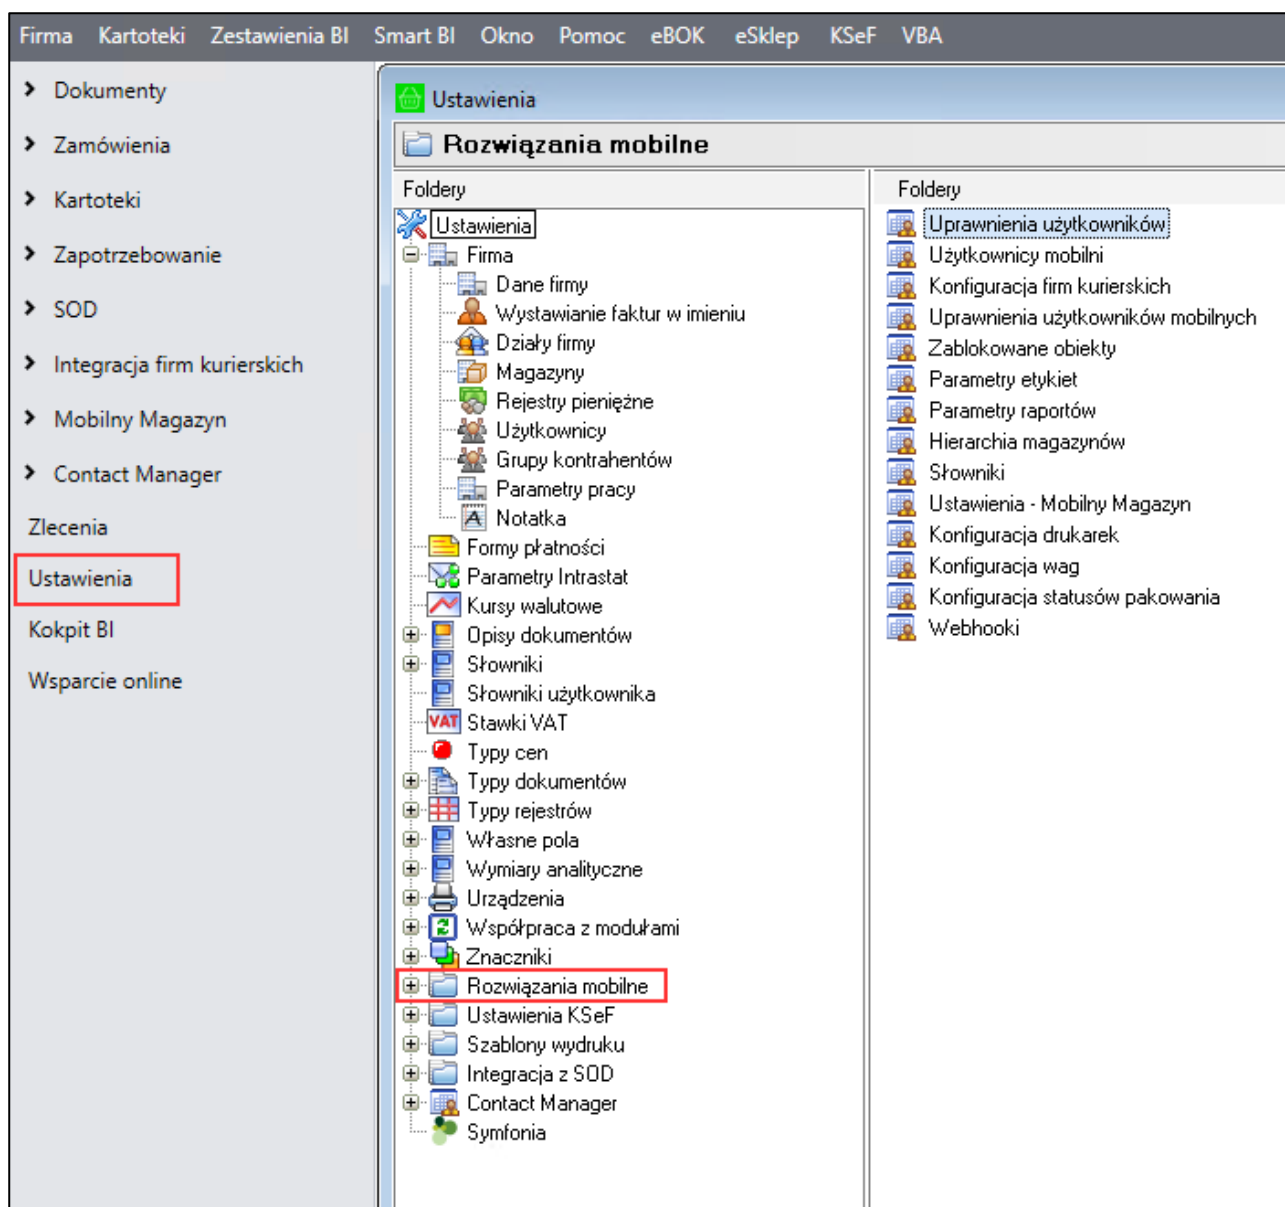 Firma Kartoteki Zestawienia BI Smart BI Okno Pomoc eBOK eSklep KSeF VBA
Dokumenty
Zamówienia
Kartoteki
Zapotrzebowanie
SOD
Integracja firm kurierskich
Mobilny Magazyn
Contact Manager
Zlecenia
Ustawienia
Kokpit BI
Wsparcie online
Ustawienia
Rozwiązania mobilne
Foldery
Ustawienia
Firma
Dane firmy
Wystawianie faktur w imieniu
Działy firmy
Magazyny
Rejestry pieniężne
Użytkownicy
Grupy kontrahentów
Parametry pracy
Notatka
Formy płatności
Parametry Intrastat
Kursy walutowe
Opisy dokumentów
Słowniki
Słowniki użytkownika
VAT Stawki VAT
Typy cen
Typy dokumentów
Typy rejestrów
Własne pola
Wymiary analityczne
Urządzenia
Współpraca z modułami
Znaczniki
Rozwiązania mobilne
Ustawienia KSeF
Szablony wydruku
Integracja z SOD
Contact Manager
Symfonia
Foldery
Uprawnienia użytkowników
Użytkownicy mobilni
Konfiguracja firm kurierskich
Uprawnienia użytkowników mobilnych
Zablokowane obiekty
Parametry etykiet
Parametry raportów
Hierarchia magazynów
Słowniki
Ustawienia - Mobilny Magazyn
Konfiguracja drukarek
Konfiguracja wag
Konfiguracja statusów pakowania
Webhooki